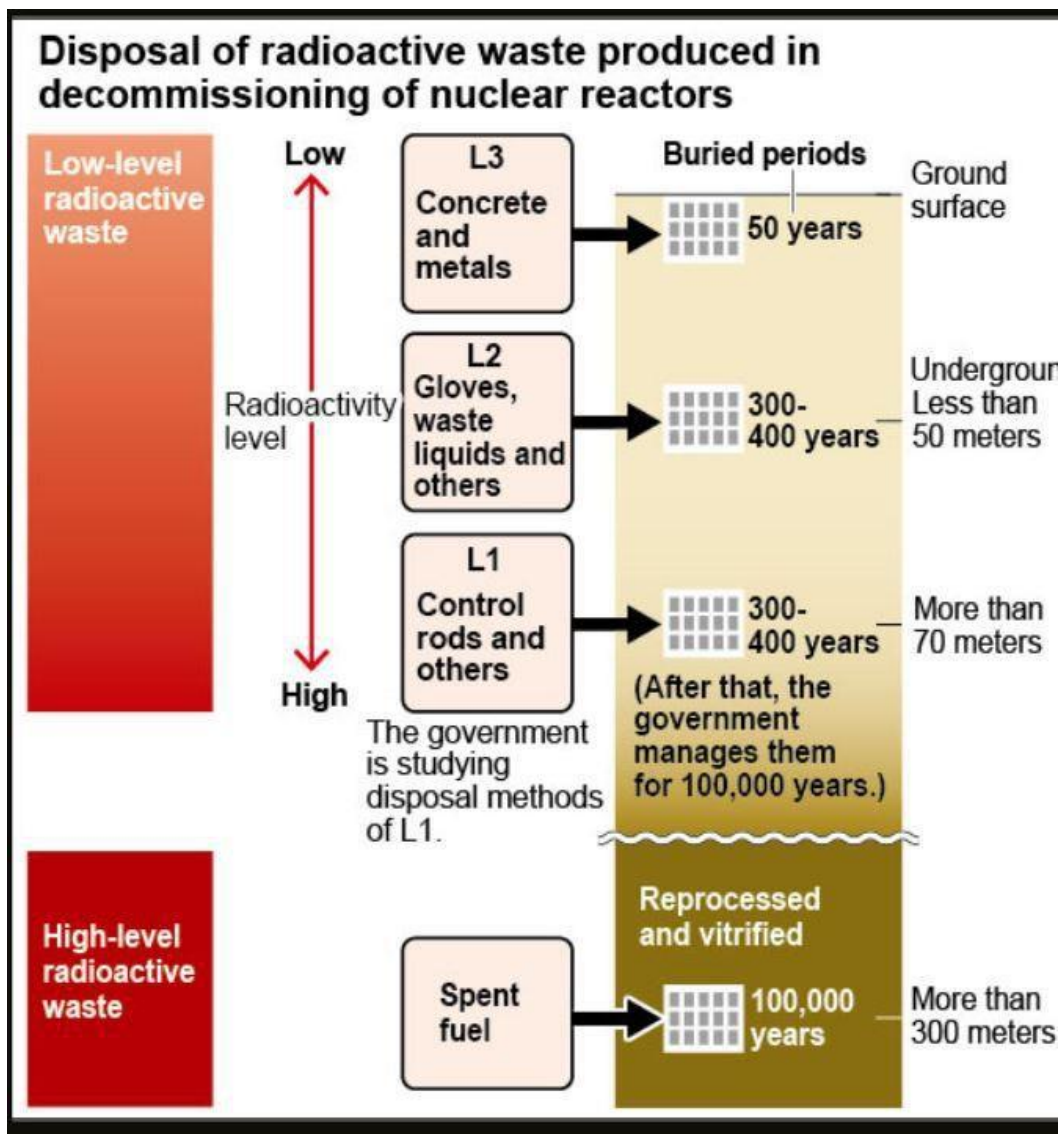 Disposal of radioactive waste produced in
decommissioning of nuclear reactors
Low-level
radioactive
waste
Low
Radioactivity
level
High
L3
Concrete
and
metals
Buried periods
50 years
Ground
surface
L2
Gloves,
waste
liquids and
others
300-
400 years
Undergroun
Less than
50 meters
L1
Control
rods and
others
300-
400 years
More than
70 meters
(After that, the
government
manages them
for 100,000 years.)
The government
is studying
disposal methods
of L1.
High-level
radioactive
waste
Spent
fuel
Reprocessed
and vitrified
100,000
years
More than
300 meters